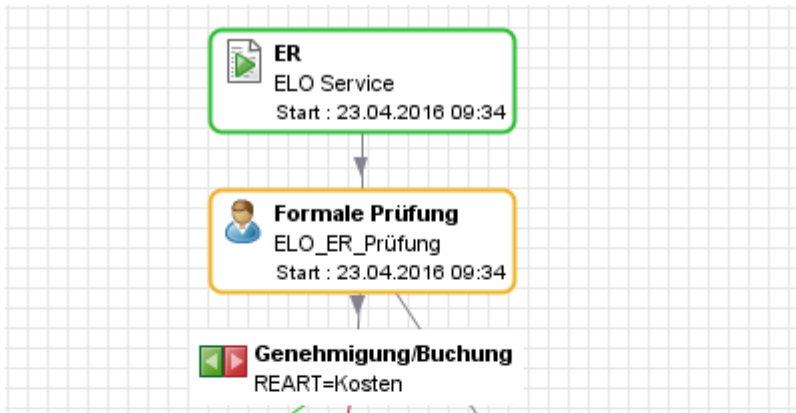 ER
ELO Service
Start : 23.04.2016 09:34
Formale Prüfung
ELO_ER_Prüfung
Start : 23.04.2016 09:34
Genehmigung/Buchung
REART=Kosten